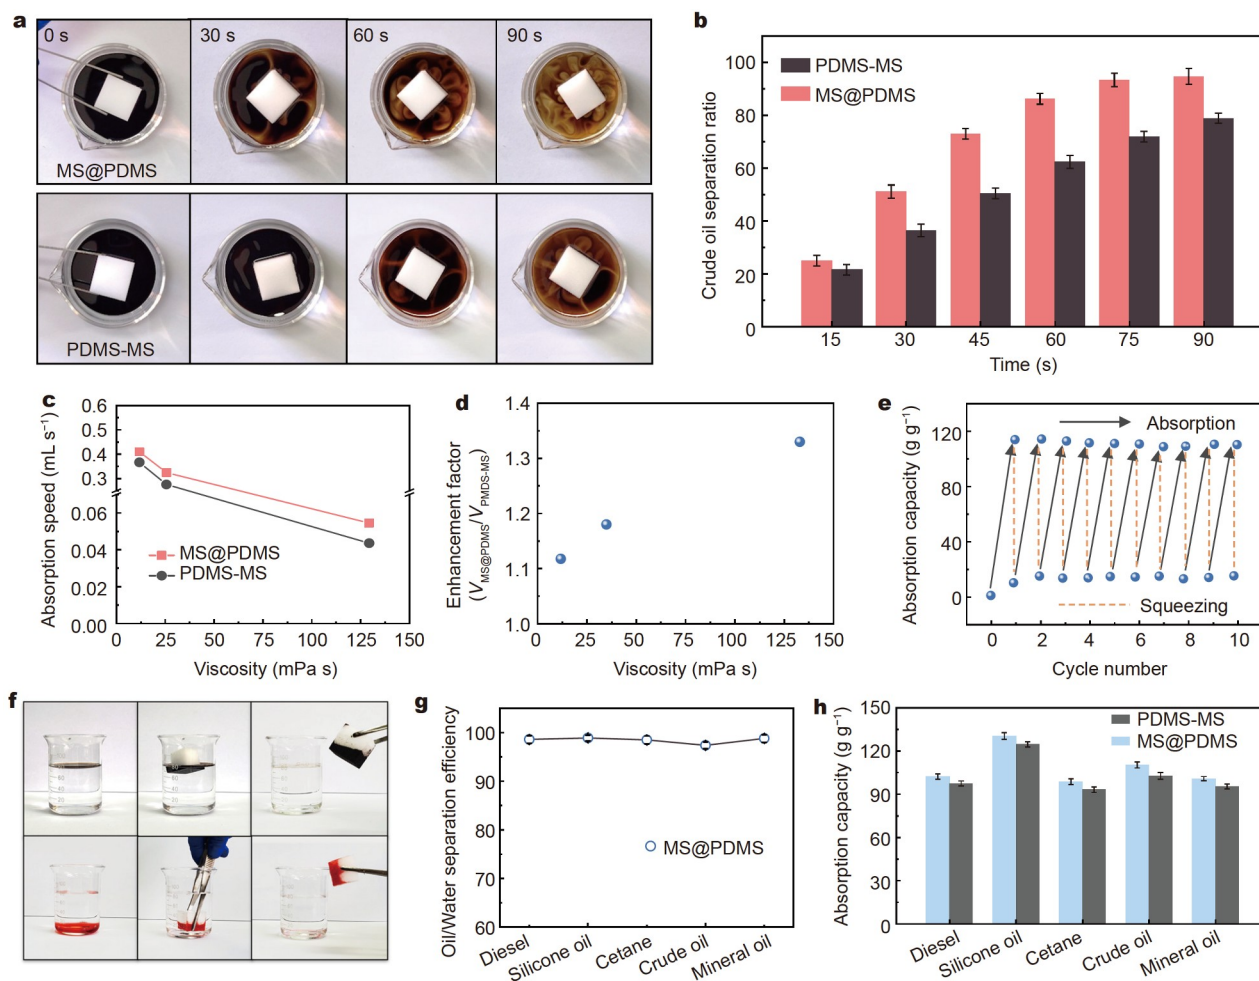 a
0 s
30 s
60 s
90 s
MS@PDMS
PDMS-MS
b
Crude oil separation ratio
100
80
60
40
20
0
PDMS-MS
MS@PDMS
15
30
45
60
75
90
Time (s)
c
Absorption speed (mL s⁻¹)
0.6
0.5
0.4
0.3
0.06
0.04
0.02
0.00
MS@PDMS
PDMS-MS
0
25
50
75
100
125
150
Viscosity (mPa s)
d
Enhancement factor
(V_MS@PDMS/V_PMDS-MS)
1.4
1.3
1.2
1.1
1.0
0
50
100
150
Viscosity (mPa s)
e
Absorption capacity (g g⁻¹)
120
80
40
0
Absorption
Squeezing
0
2
4
6
8
10
Cycle number
f
g
Oil/Water separation efficiency
100
90
80
70
60
MS@PDMS
Diesel
Silicone oil
Cetane
Crude oil
Mineral oil
h
Absorption capacity (g g⁻¹)
150
120
90
60
30
0
PDMS-MS
MS@PDMS
Diesel
Silicone oil
Cetane
Crude oil
Mineral oil